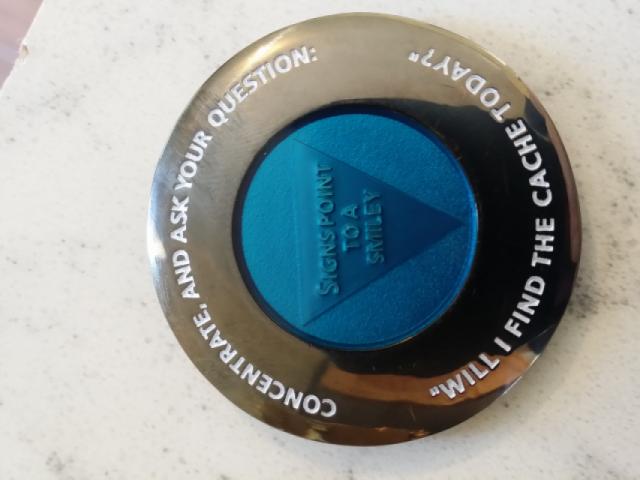 CONCENTRATE, AND ASK YOUR QUESTION:
"WILL I FIND THE CACHE TODAY?"
SIGNS POINT
TO A
SMILEY